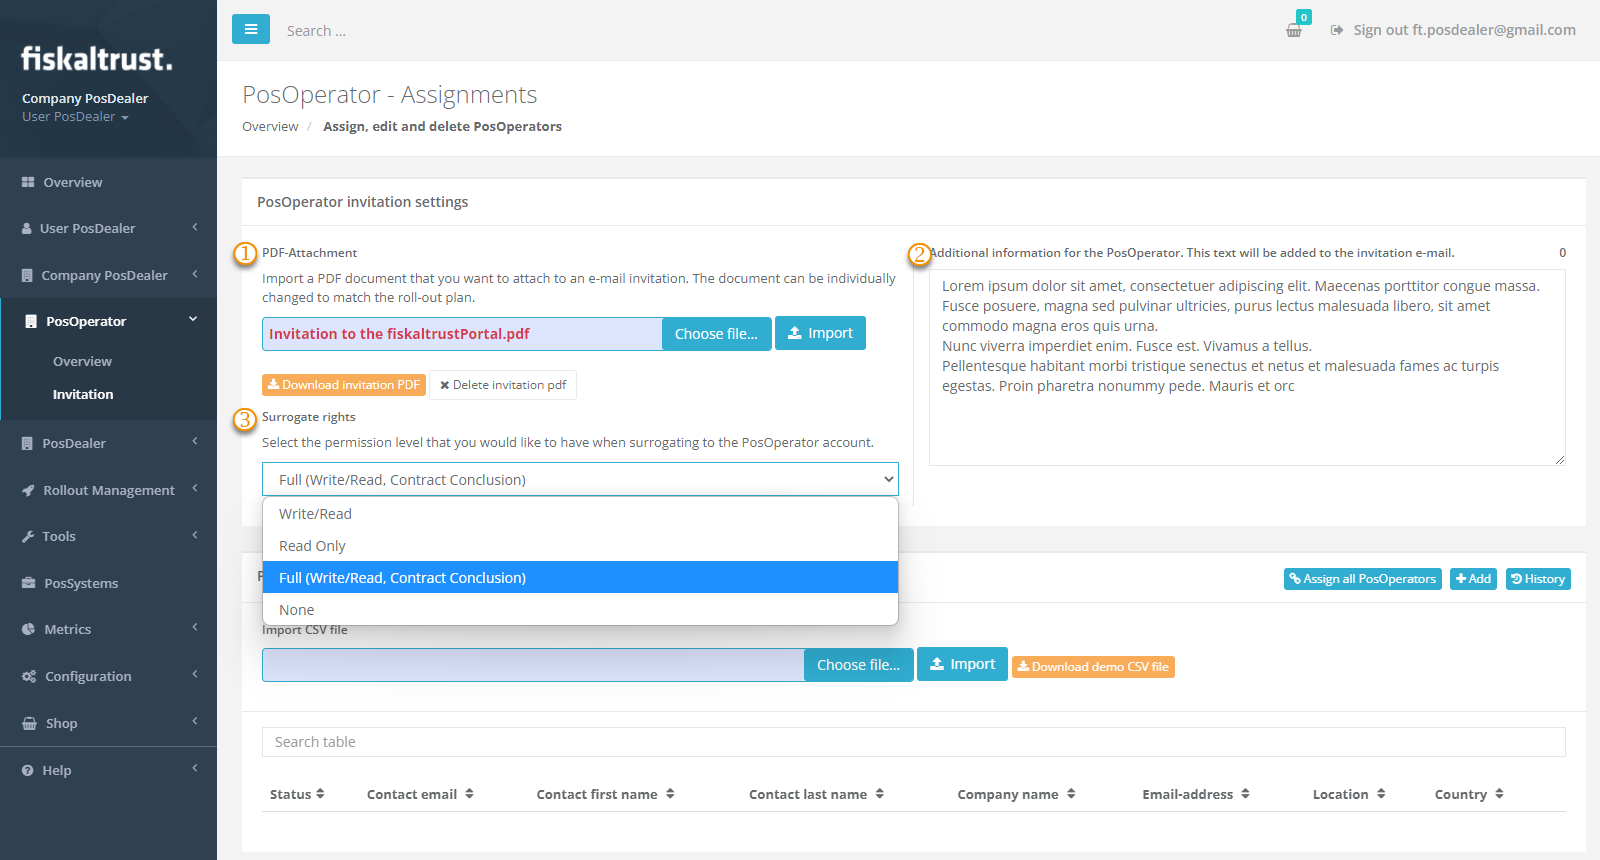 fiskaltrust.
Company PosDealer
User PosDealer
Overview
User PosDealer
Company PosDealer
PosOperator
Overview
Invitation
PosDealer
Rollout Management
Tools
PosSystems
Metrics
Configuration
Shop
Help
Search ...
0
Sign out ft.posdealer@gmail.com
PosOperator - Assignments
Overview / Assign, edit and delete PosOperators
PosOperator invitation settings
1
PDF-Attachment
Import a PDF document that you want to attach to an e-mail invitation. The document can be individually
changed to match the roll-out plan.
Invitation to the fiskaltrustPortal.pdf
Choose file...
Import
Download invitation PDF
Delete invitation pdf
3
Surrogate rights
Select the permission level that you would like to have when surrogating to the PosOperator account.
Full (Write/Read, Contract Conclusion)
Write/Read
Read Only
Full (Write/Read, Contract Conclusion)
None
2
Additional information for the PosOperator. This text will be added to the invitation e-mail.
0
Lorem ipsum dolor sit amet, consectetuer adipiscing elit. Maecenas porttitor congue massa.
Fusce posuere, magna sed pulvinar ultricies, purus lectus malesuada libero, sit amet
commodo magna eros quis urna.
Nunc viverra imperdiet enim. Fusce est. Vivamus a tellus.
Pellentesque habitant morbi tristique senectus et netus et malesuada fames ac turpis
egestas. Proin pharetra nonummy pede. Mauris et orc
Assign all PosOperators
Add
History
Import CSV file
Choose file...
Import
Download demo CSV file
Search table
Status
Contact email
Contact first name
Contact last name
Company name
Email-address
Location
Country